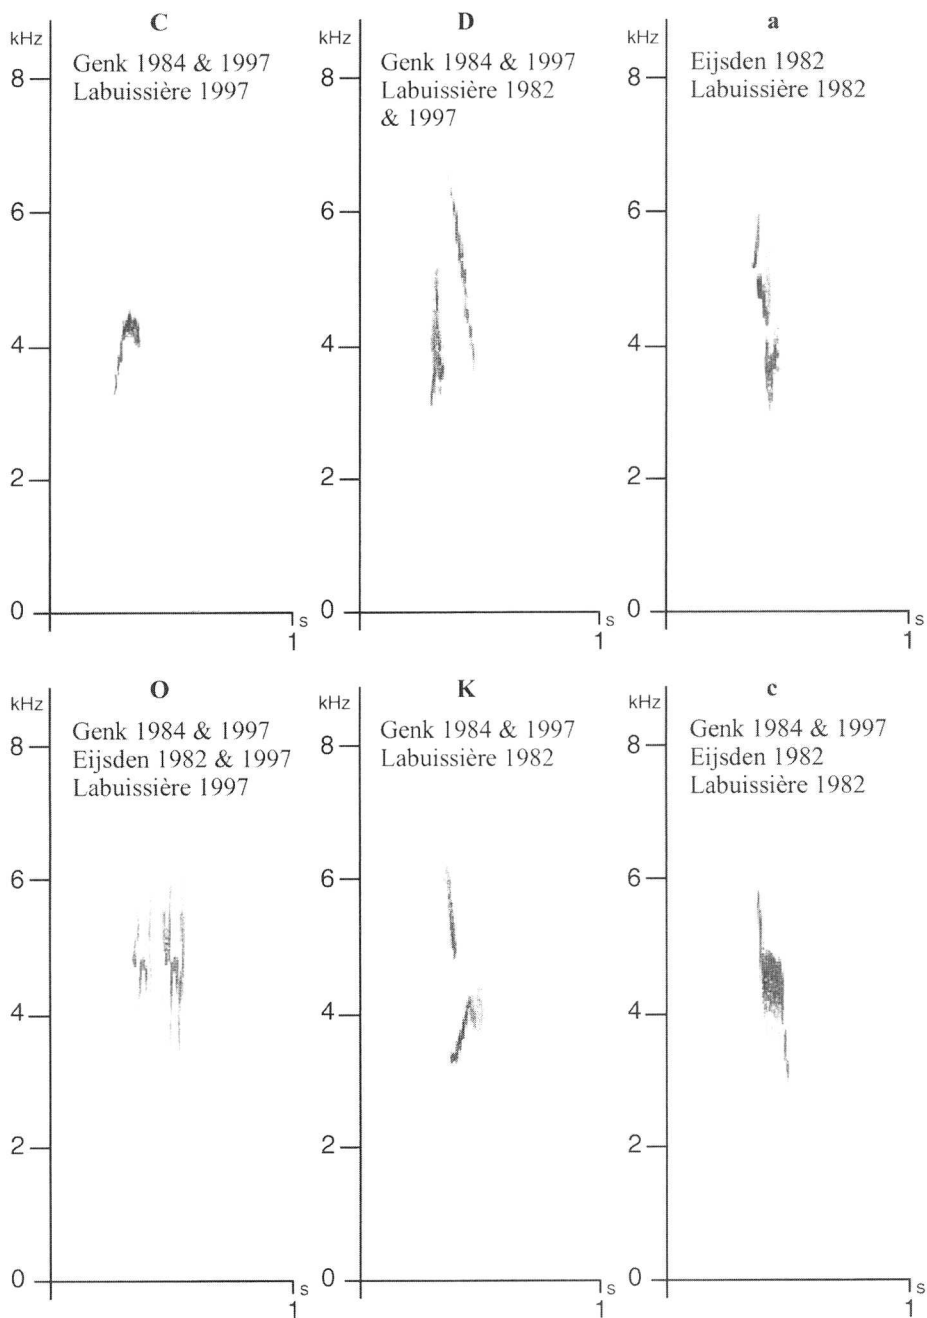 C
kHz
Genk 1984 & 1997
Labuissière 1997
8
6
4
2
0
s
1
D
kHz
Genk 1984 & 1997
Labuissière 1982
& 1997
8
6
4
2
0
s
1
a
kHz
Eijsden 1982
Labuissière 1982
8
6
4
2
0
s
1
O
kHz
Genk 1984 & 1997
Eijsden 1982 & 1997
Labuissière 1997
8
6
4
2
0
s
1
K
kHz
Genk 1984 & 1997
Labuissière 1982
8
6
4
2
0
s
1
c
kHz
Genk 1984 & 1997
Eijsden 1982
Labuissière 1982
8
6
4
2
0
s
1